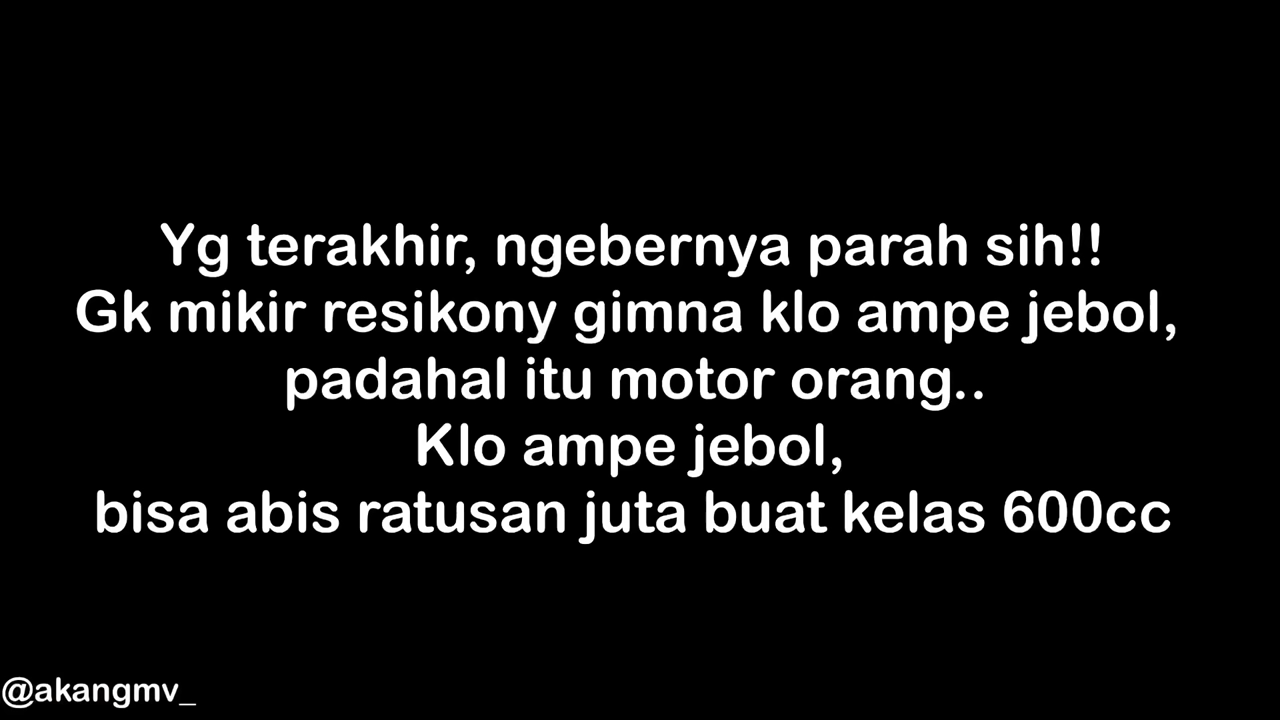 Yg terakhir, ngebernya parah sih!!
Gk mikir resikony gimna klo ampe jebol,
padahal itu motor orang..
Klo ampe jebol,
bisa abis ratusan juta buat kelas 600cc
@akangmv_